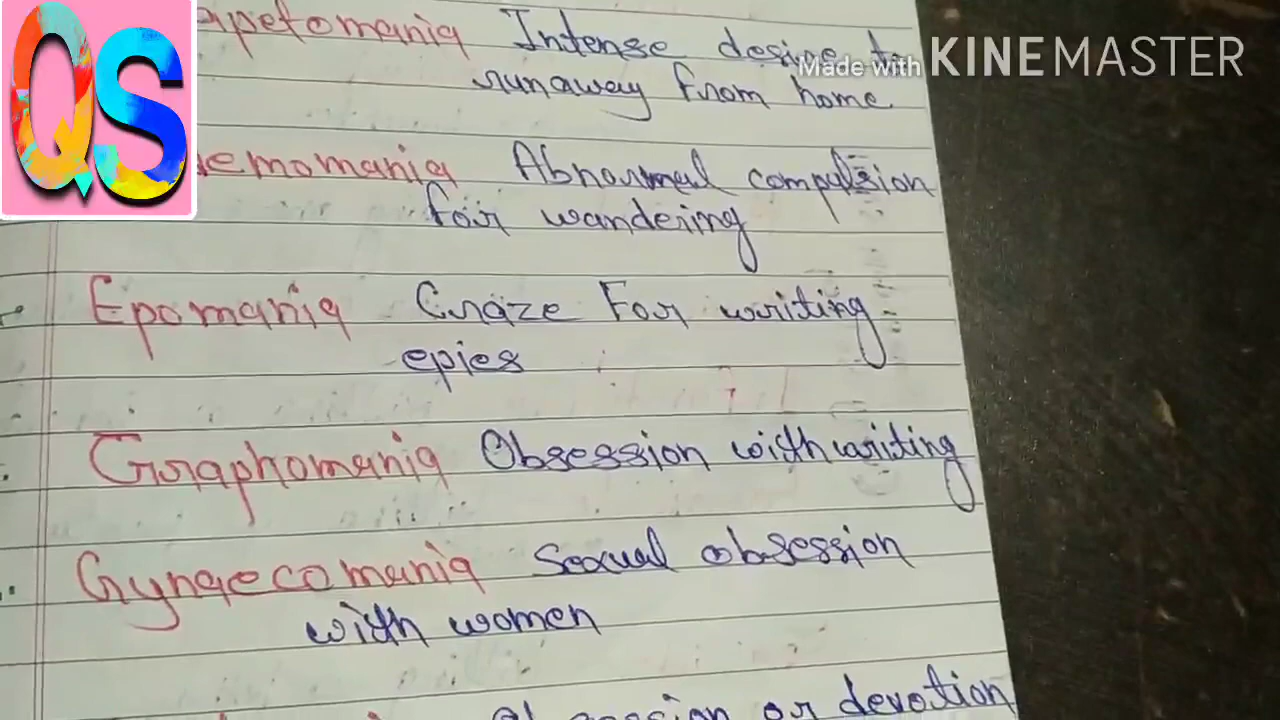 QS
Made with KINEMASTER
apetomania Intense desire to
runaway from home
emomania Abnormal compulsion
for wandering
Epomania Craze For writing
epics
Graphomania Obsession with writing
Gynaecomania Sexual obsession
with women
or devotion